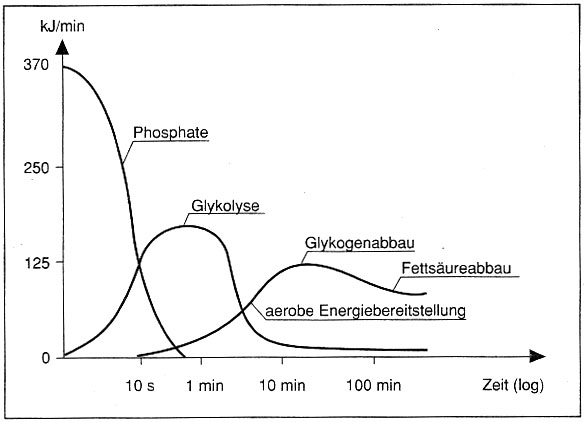 kJ/min
370
Phosphate
250
Glykolyse
Glykogenabbau
125
Fettsäureabbau
aerobe Energiebereitstellung
0
10 s
1 min
10 min
100 min
Zeit (log)